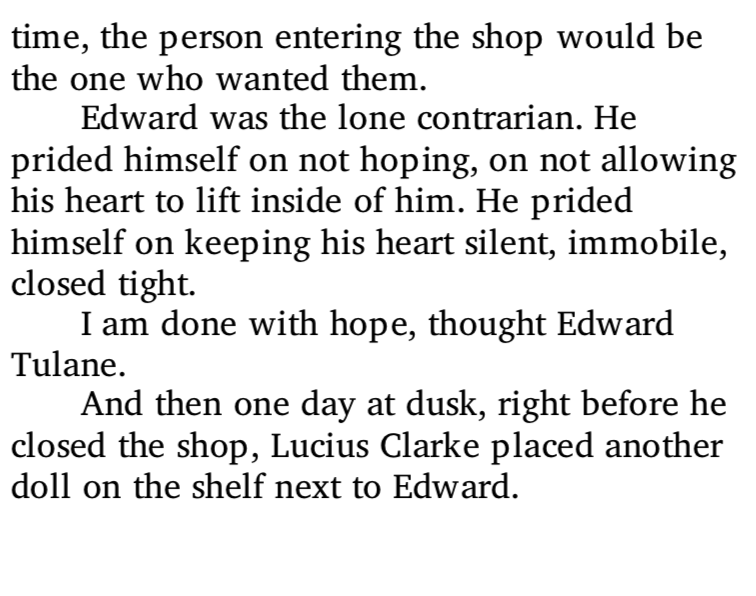 time, the person entering the shop would be
the one who wanted them.
Edward was the lone contrarian. He
prided himself on not hoping, on not allowing
his heart to lift inside of him. He prided
himself on keeping his heart silent, immobile,
closed tight.
I am done with hope, thought Edward
Tulane.
And then one day at dusk, right before he
closed the shop, Lucius Clarke placed another
doll on the shelf next to Edward.